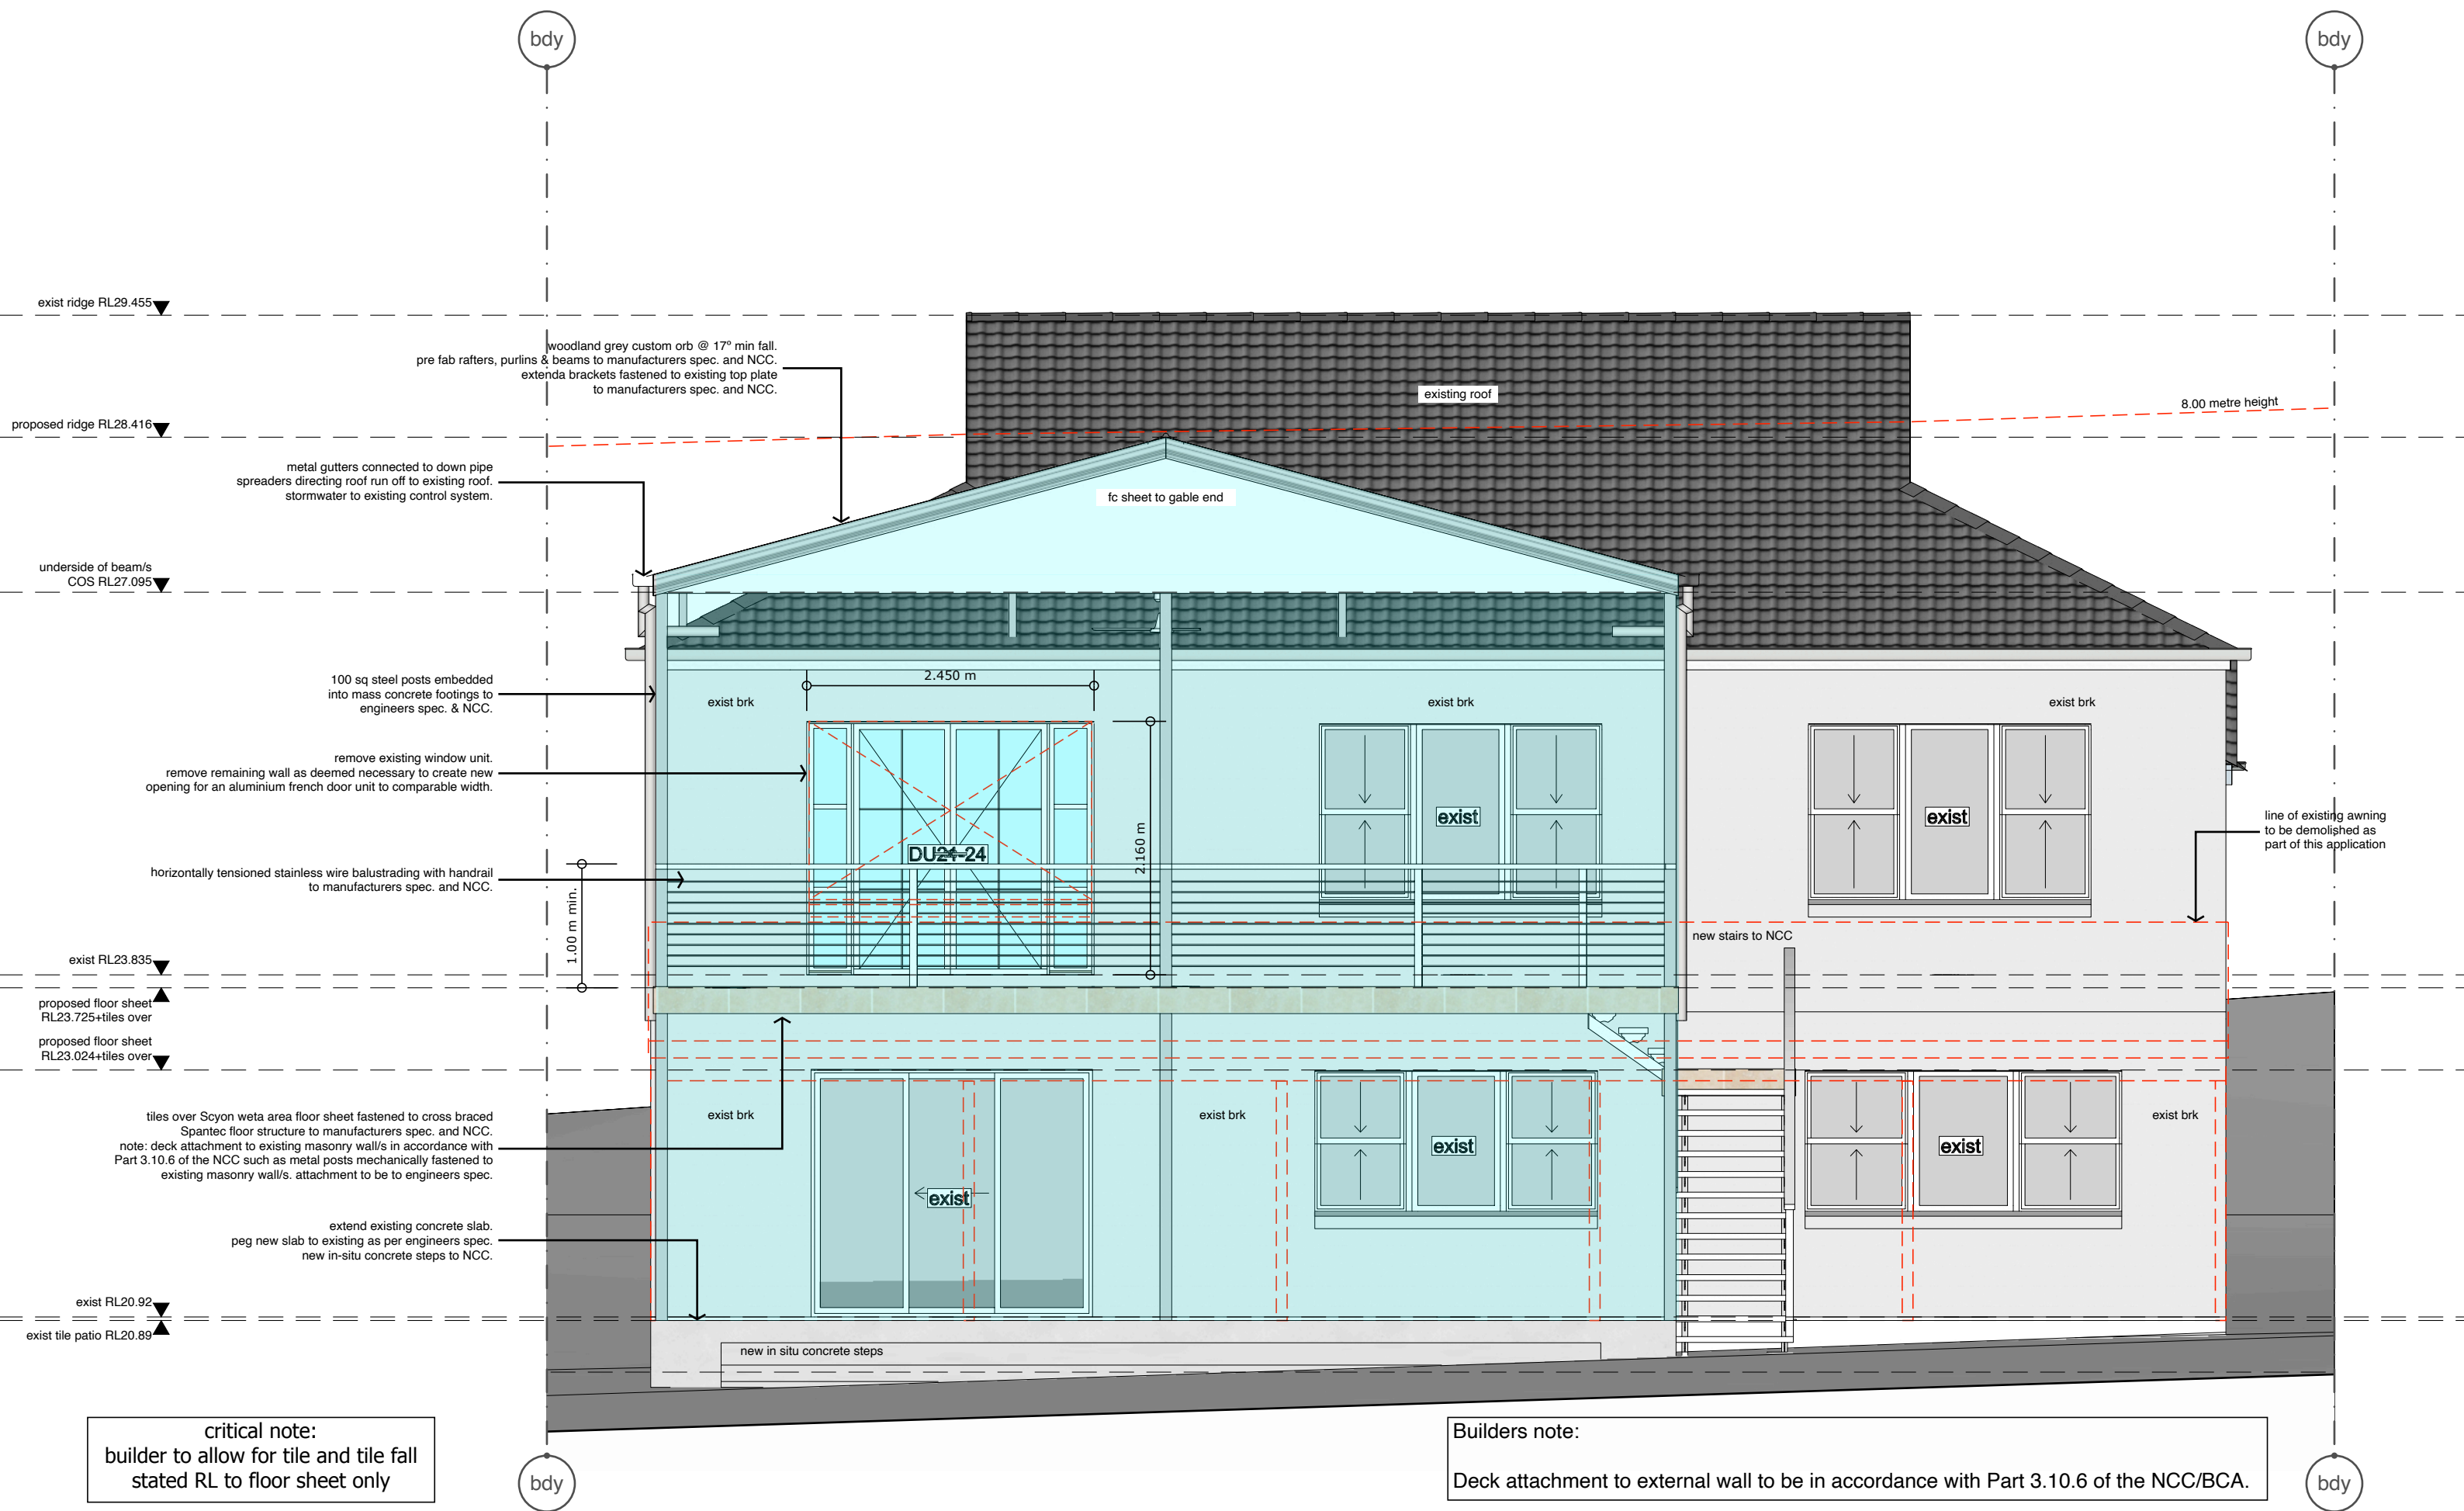 bdy
bdy
exist ridge RL29.455
woodland grey custom orb @ 17º min fall.
pre fab rafters, purlins & beams to manufacturers spec. and NCC.
extenda brackets fastened to existing top plate
to manufacturers spec. and NCC.
existing roof
8.00 metre height
proposed ridge RL28.416
metal gutters connected to down pipe
spreaders directing roof run off to existing roof.
stormwater to existing control system.
fc sheet to gable end
underside of beam/s
COS RL27.095
100 sq steel posts embedded
into mass concrete footings to
engineers spec. & NCC.
2.450 m
exist brk
exist brk
exist brk
remove existing window unit.
remove remaining wall as deemed necessary to create new
opening for an aluminium french door unit to comparable width.
exist
exist
line of existing awning
to be demolished as
part of this application
DU21-24
2.160 m
horizontally tensioned stainless wire balustrading with handrail
to manufacturers spec. and NCC.
1.00 m min.
new stairs to NCC
exist RL23.835
proposed floor sheet
RL23.725+tiles over
proposed floor sheet
RL23.024+tiles over
tiles over Scyon weta area floor sheet fastened to cross braced
Spantec floor structure to manufacturers spec. and NCC.
note: deck attachment to existing masonry wall/s in accordance with
Part 3.10.6 of the NCC such as metal posts mechanically fastened to
existing masonry wall/s. attachment to be to engineers spec.
exist brk
exist brk
exist brk
exist
exist
exist
extend existing concrete slab.
peg new slab to existing as per engineers spec.
new in-situ concrete steps to NCC.
exist RL20.92
exist tile patio RL20.89
new in situ concrete steps
critical note:
builder to allow for tile and tile fall
stated RL to floor sheet only
Builders note:
Deck attachment to external wall to be in accordance with Part 3.10.6 of the NCC/BCA.
bdy
bdy